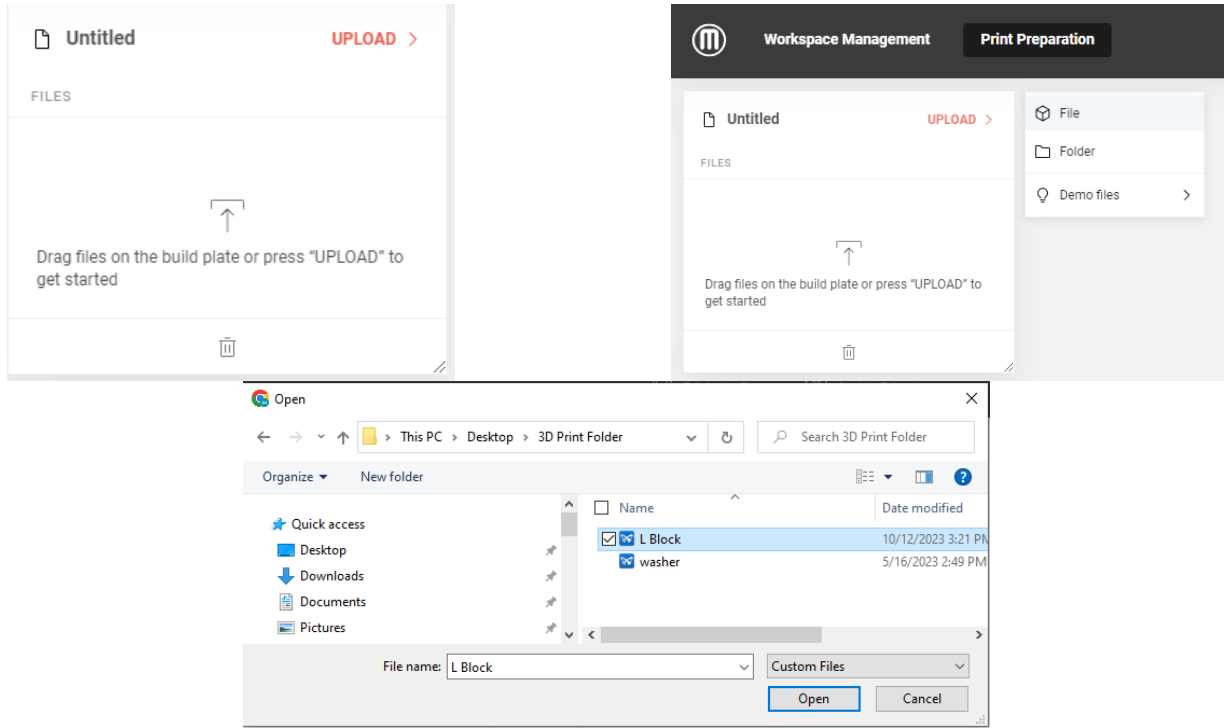 Untitled
UPLOAD >
FILES
Drag files on the build plate or press “UPLOAD” to
get started
Workspace Management Print Preparation
Untitled
UPLOAD >
FILES
Drag files on the build plate or press “UPLOAD” to
get started
File
Folder
Demo files >
Open
This PC > Desktop > 3D Print Folder
Search 3D Print Folder
Organize New folder
Quick access
Desktop
Downloads
Documents
Pictures
Name Date modified
L Block 10/12/2023 3:21 PM
washer 5/16/2023 2:49 PM
File name: L Block
Custom Files
Open Cancel